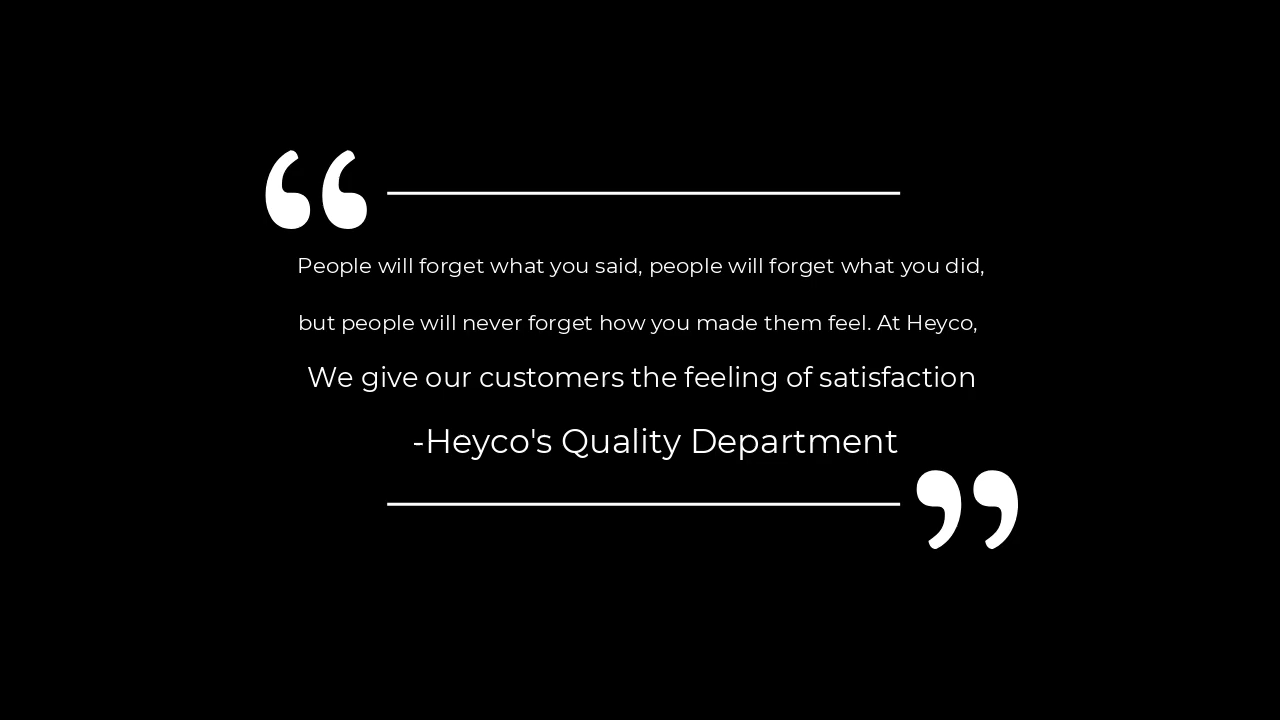 People will forget what you said, people will forget what you did,
but people will never forget how you made them feel. At Heyco,
We give our customers the feeling of satisfaction
-Heyco's Quality Department